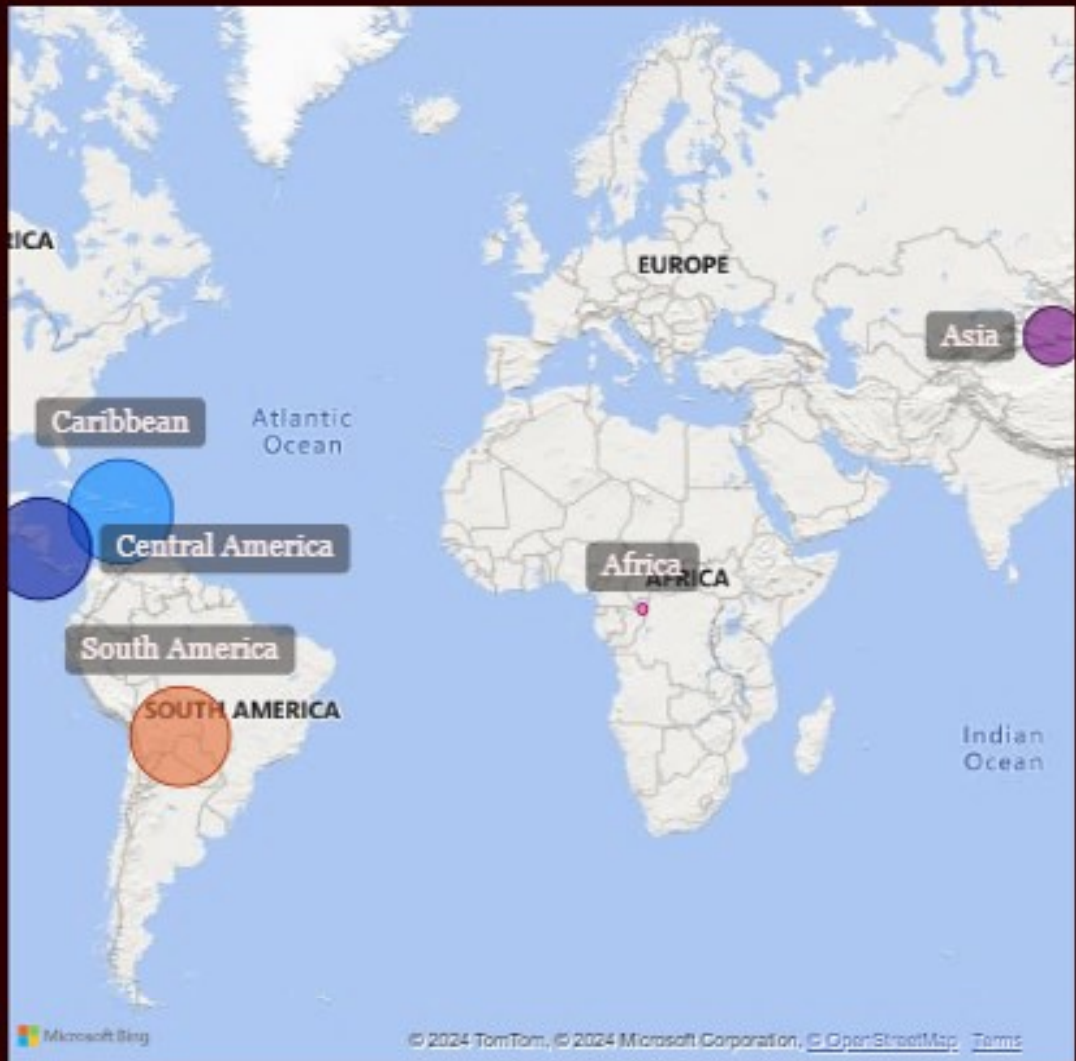 RICA
EUROPE
Asia
Caribbean
Atlantic
Ocean
Central America
Africa
AFRICA
South America
SOUTH AMERICA
Indian
Ocean
Microsoft Bing
© 2024 TomTom, © 2024 Microsoft Corporation, © OpenStreetMap Terms